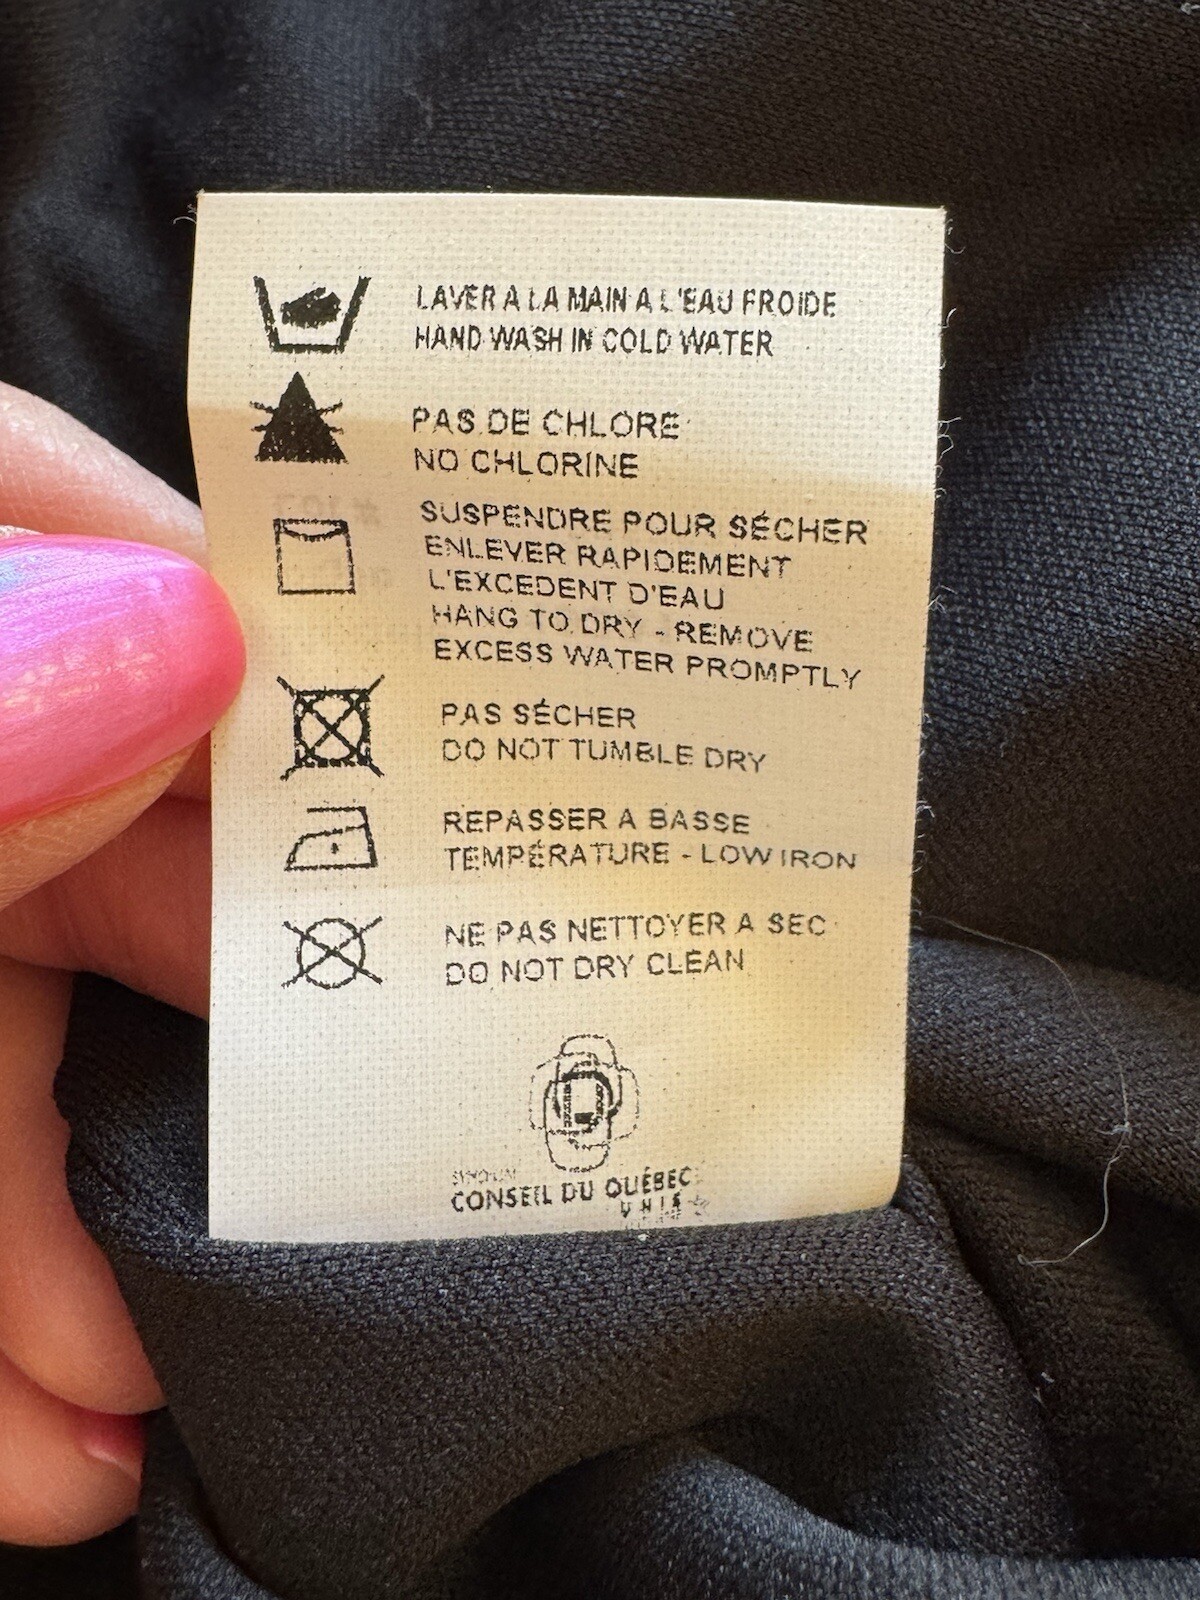 LAVER A LA MAIN A L'EAU FROIDE
HAND WASH IN COLD WATER
PAS DE CHLORE
NO CHLORINE
SUSPENDRE POUR SÉCHER
ENLEVER RAPIDEMENT
L'EXCEDENT D'EAU
HANG TO DRY - REMOVE
EXCESS WATER PROMPTLY
PAS SÉCHER
DO NOT TUMBLE DRY
REPASSER A BASSE
TEMPÉRATURE - LOW IRON
NE PAS NETTOYER A SEC
DO NOT DRY CLEAN
CONSEIL DU QUÉBEC